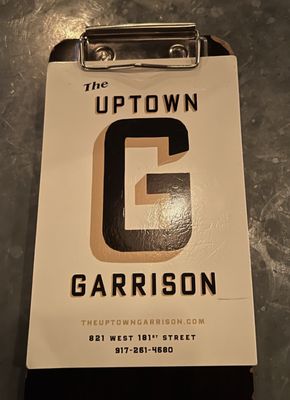 The
UPTOWN
G
GARRISON
THEUPTOWNGARRISON.COM
821 WEST 181ST STREET
917-261-4680